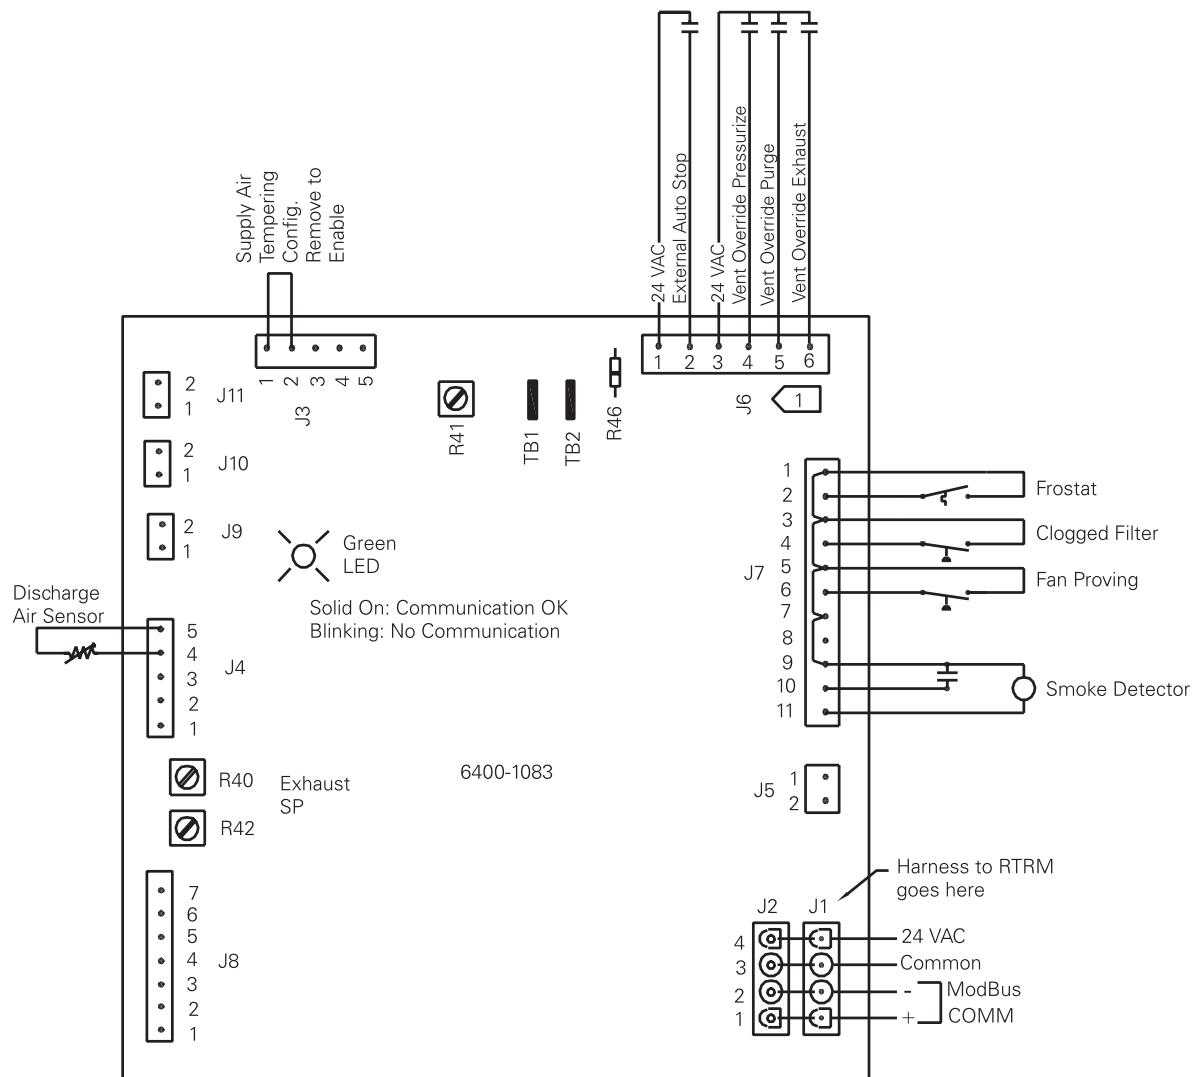 Supply Air
Tempering
Config.
Remove to
Enable
24 VAC
External Auto Stop
24 VAC
Vent Override Pressurize
Vent Override Purge
Vent Override Exhaust
1 2 3 4 5
J3
1 2 3 4 5 6
J6
1
2
1
J11
2
1
J10
2
1
J9
R41
TB1
TB2
R46
Green
LED
Solid On: Communication OK
Blinking: No Communication
Discharge
Air Sensor
5
4
3
2
1
J4
1
2
3
4
5
6
7
8
9
10
11
J7
Frostat
Clogged Filter
Fan Proving
Smoke Detector
R40
R42
Exhaust
SP
6400-1083
J5
1
2
7
6
5
4
3
2
1
J8
Harness to RTRM
goes here
J2 J1
4
3
2
1
24 VAC
Common
- ModBus
+ COMM